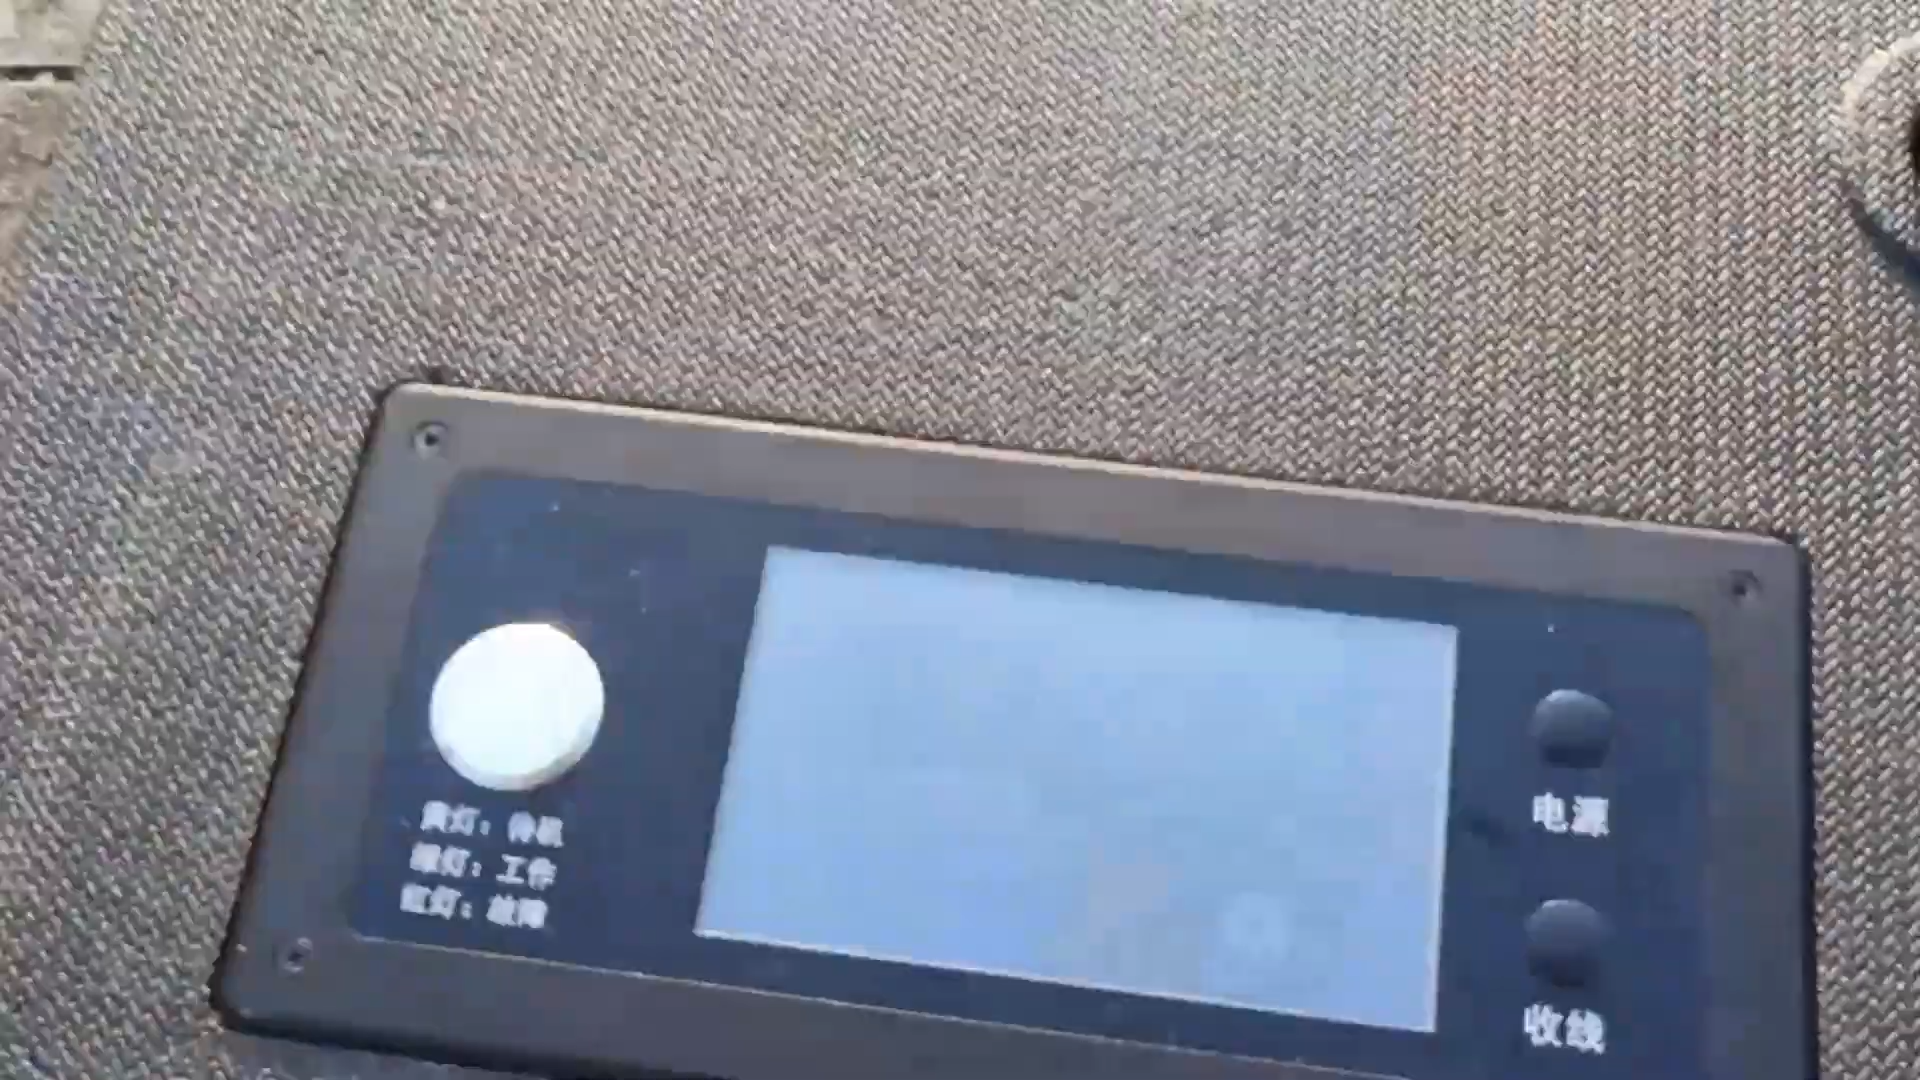 黄灯：待机
绿灯：工作
红灯：故障
电源
收线